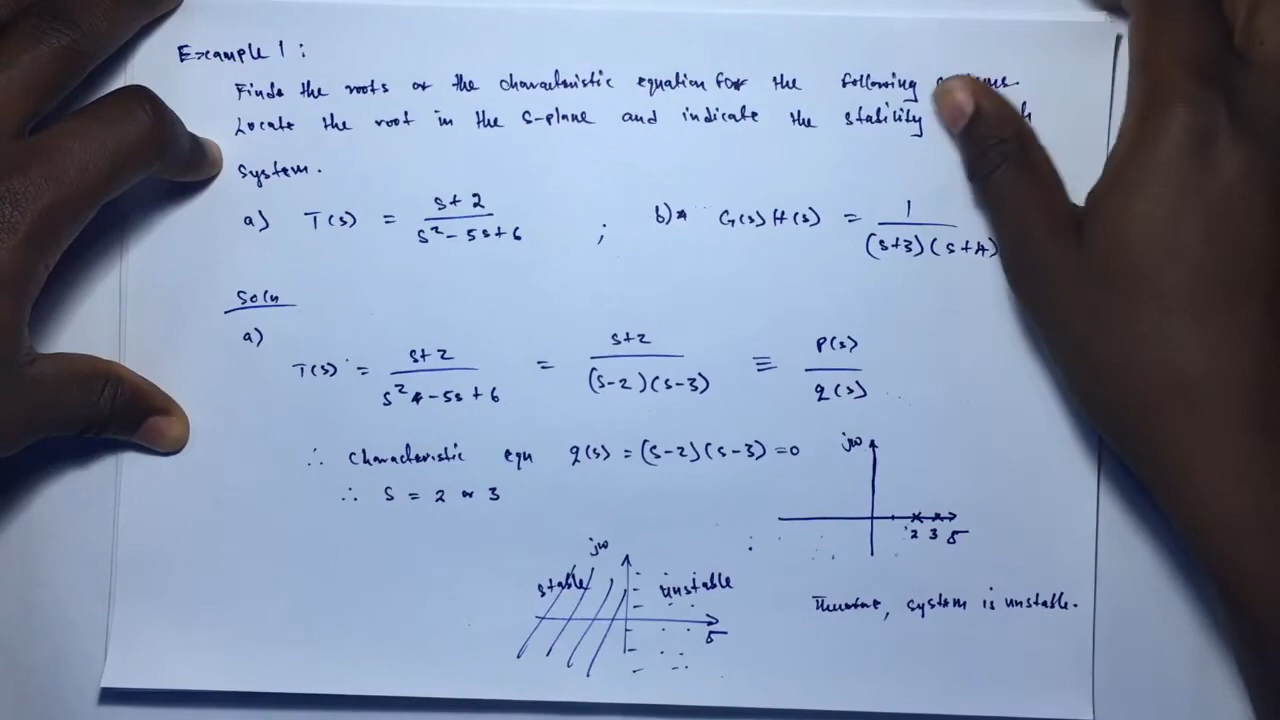 Example 1:
Finds the roots or the characteristic equation for the following
Locate the root in the s-plane and indicate the stability
system.
a) T(s) = s+2 / s² - 5s + 6 ; b) G(s)H(s) = 1 / (s+3)(s+4)
Soln
a)
T(s) = s+2 / s² - 5s + 6 = s+2 / (s-2)(s-3) ≡ P(s) / q(s)
∴ characteristic eqn q(s) = (s-2)(s-3) = 0
∴ s = 2 or 3
jω
2 3 σ
jω
stable unstable
σ
Therefore, system is unstable.